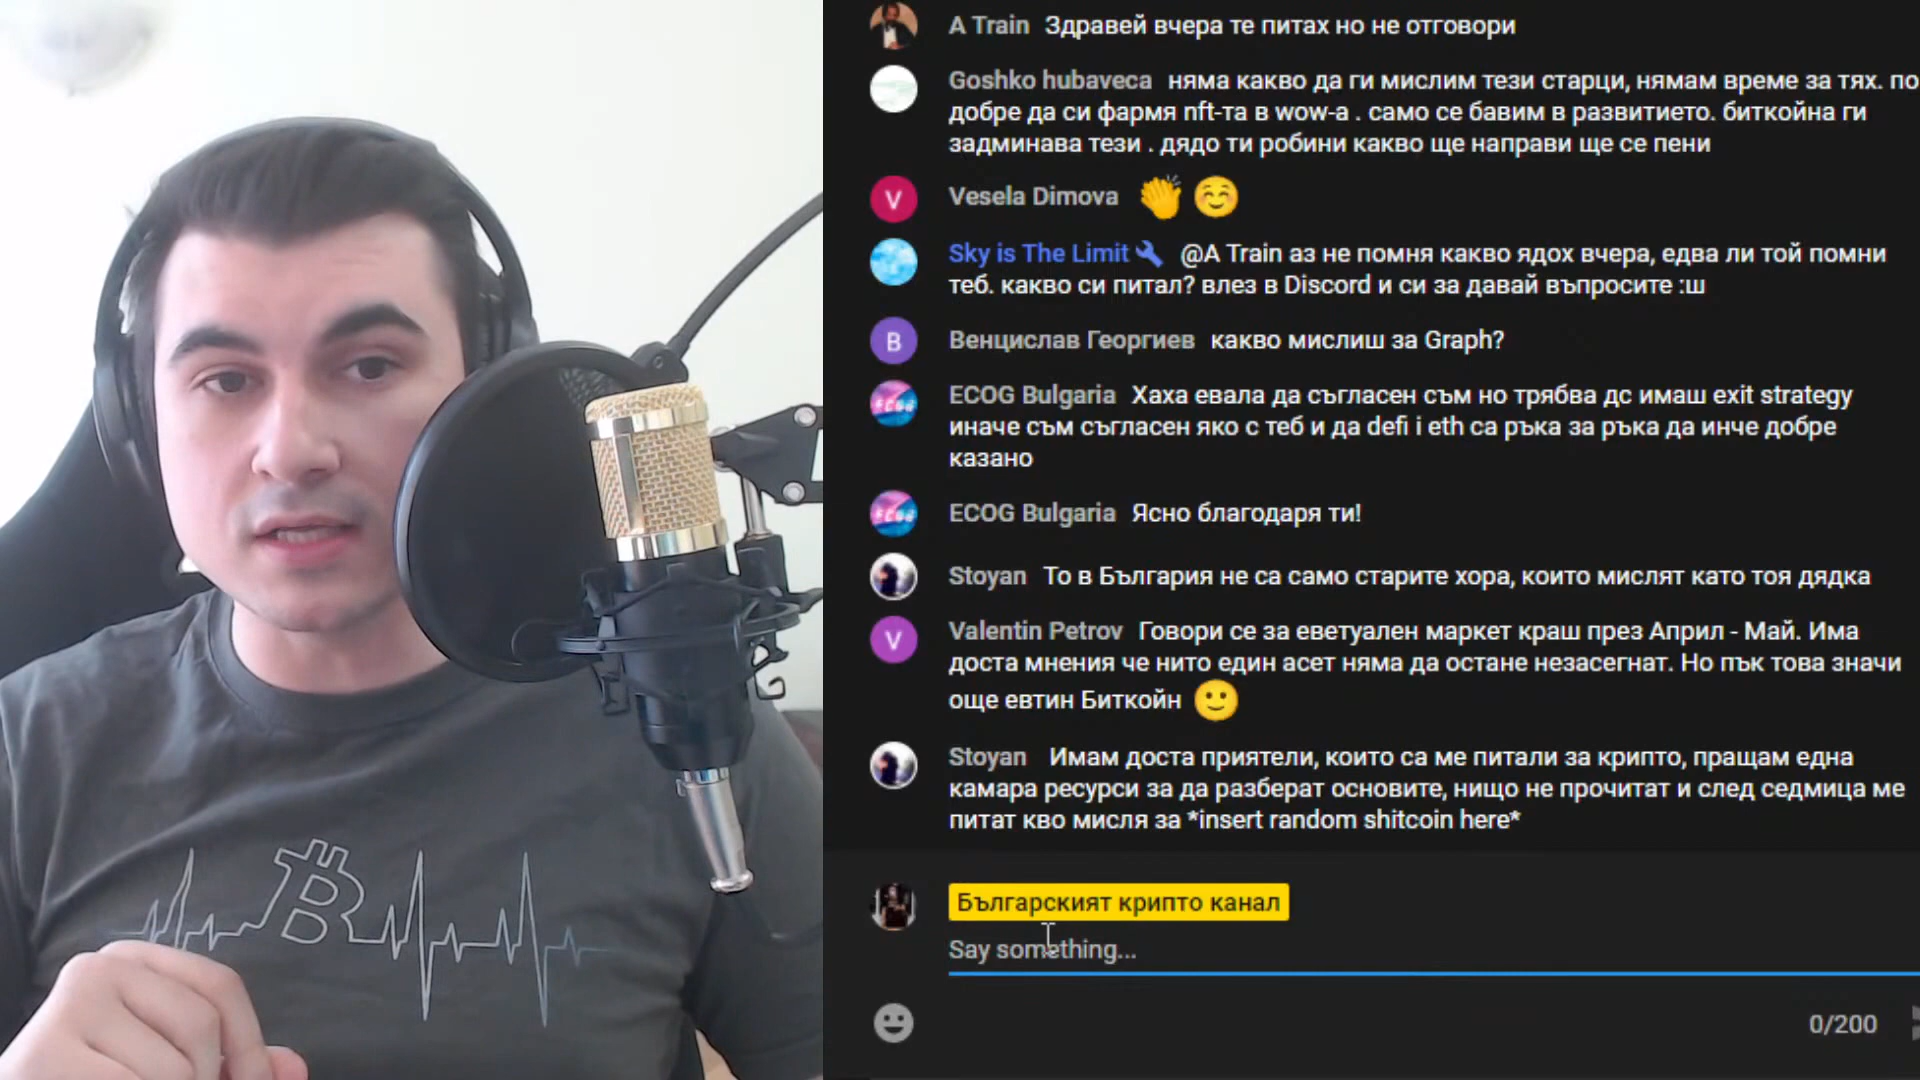 A Train Здравей вчера те питах но не отговори
Goshko hubaveca няма какво да ги мислим тези старци, нямам време за тях. по
добре да си фармя nft-та в wow-a . само се бавим в развитието. биткойна ги
задминава тези . дядо ти робини какво ще направи ще се пени
V Vesela Dimova 👏 ☺️
Sky is The Limit @A Train аз не помня какво ядох вчера, едва ли той помни
теб. какво си питал? влез в Discord и си за давай въпросите :ш
В Венцислав Георгиев какво мислиш за Graph?
ECOG Bulgaria Хаха евала да съгласен съм но трябва дс имаш exit strategy
иначе съм съгласен яко с теб и да defi i eth са ръка за ръка да инче добре
казано
ECOG Bulgaria Ясно благодаря ти!
Stoyan То в България не са само старите хора, които мислят като тоя дядка
V Valentin Petrov Говори се за еветуален маркет краш през Април - Май. Има
доста мнения че нито един асет няма да остане незасегнат. Но пък това значи
още евтин Биткойн 🙂
Stoyan Имам доста приятели, които са ме питали за крипто, пращам една
камара ресурси за да разберат основите, нищо не прочитат и след седмица ме
питат кво мисля за *insert random shitcoin here*
Българският крипто канал
Say something...
0/200